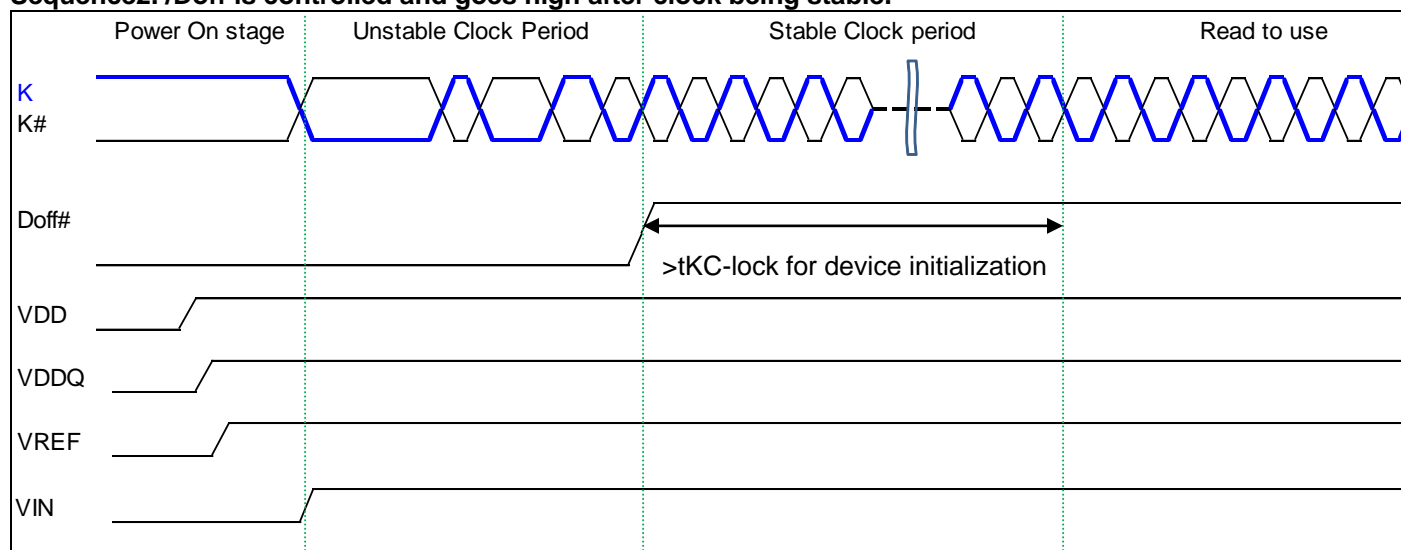 Sequence2. /Doff is controlled and goes high after clock being stable.
Power On stage Unstable Clock Period Stable Clock period Read to use
K
K#
Doff#
>tKC-lock for device initialization
VDD
VDDQ
VREF
VIN